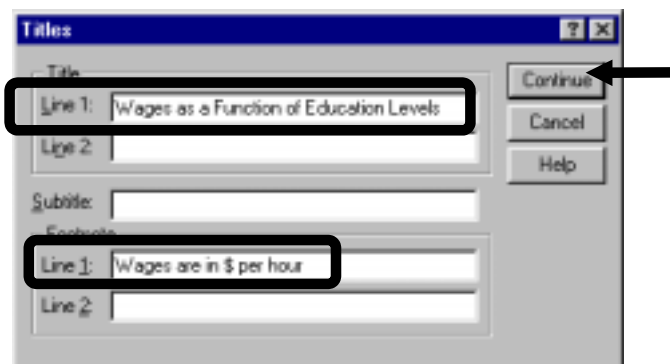 Titles
Title
Line 1: Wages as a Function of Education Levels
Line 2:
Subtitle:
Footnote
Line 1: Wages are in $ per hour
Line 2:
Continue
Cancel
Help